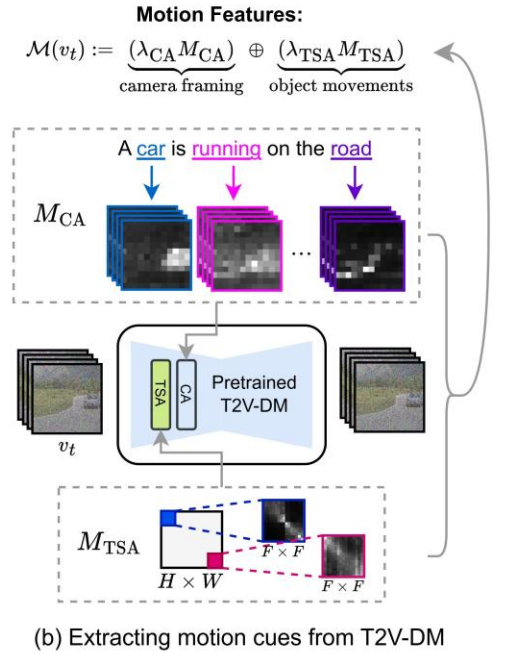 Motion Features:
M(v_t) := (λ_CA M_CA) ⊕ (λ_TSA M_TSA)
camera framing object movements
A car is running on the road
M_CA
...
TSA CA Pretrained
T2V-DM
v_t
M_TSA
F × F
H × W F × F
(b) Extracting motion cues from T2V-DM